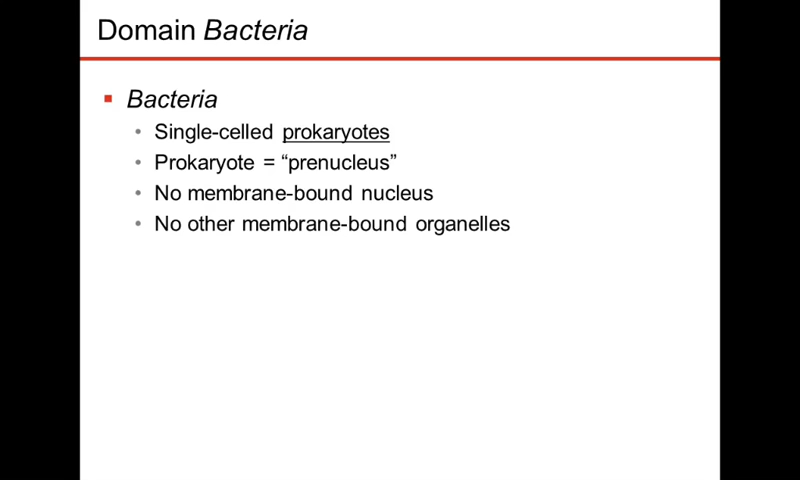 Domain Bacteria
Bacteria
Single-celled prokaryotes
Prokaryote = “prenucleus”
No membrane-bound nucleus
No other membrane-bound organelles